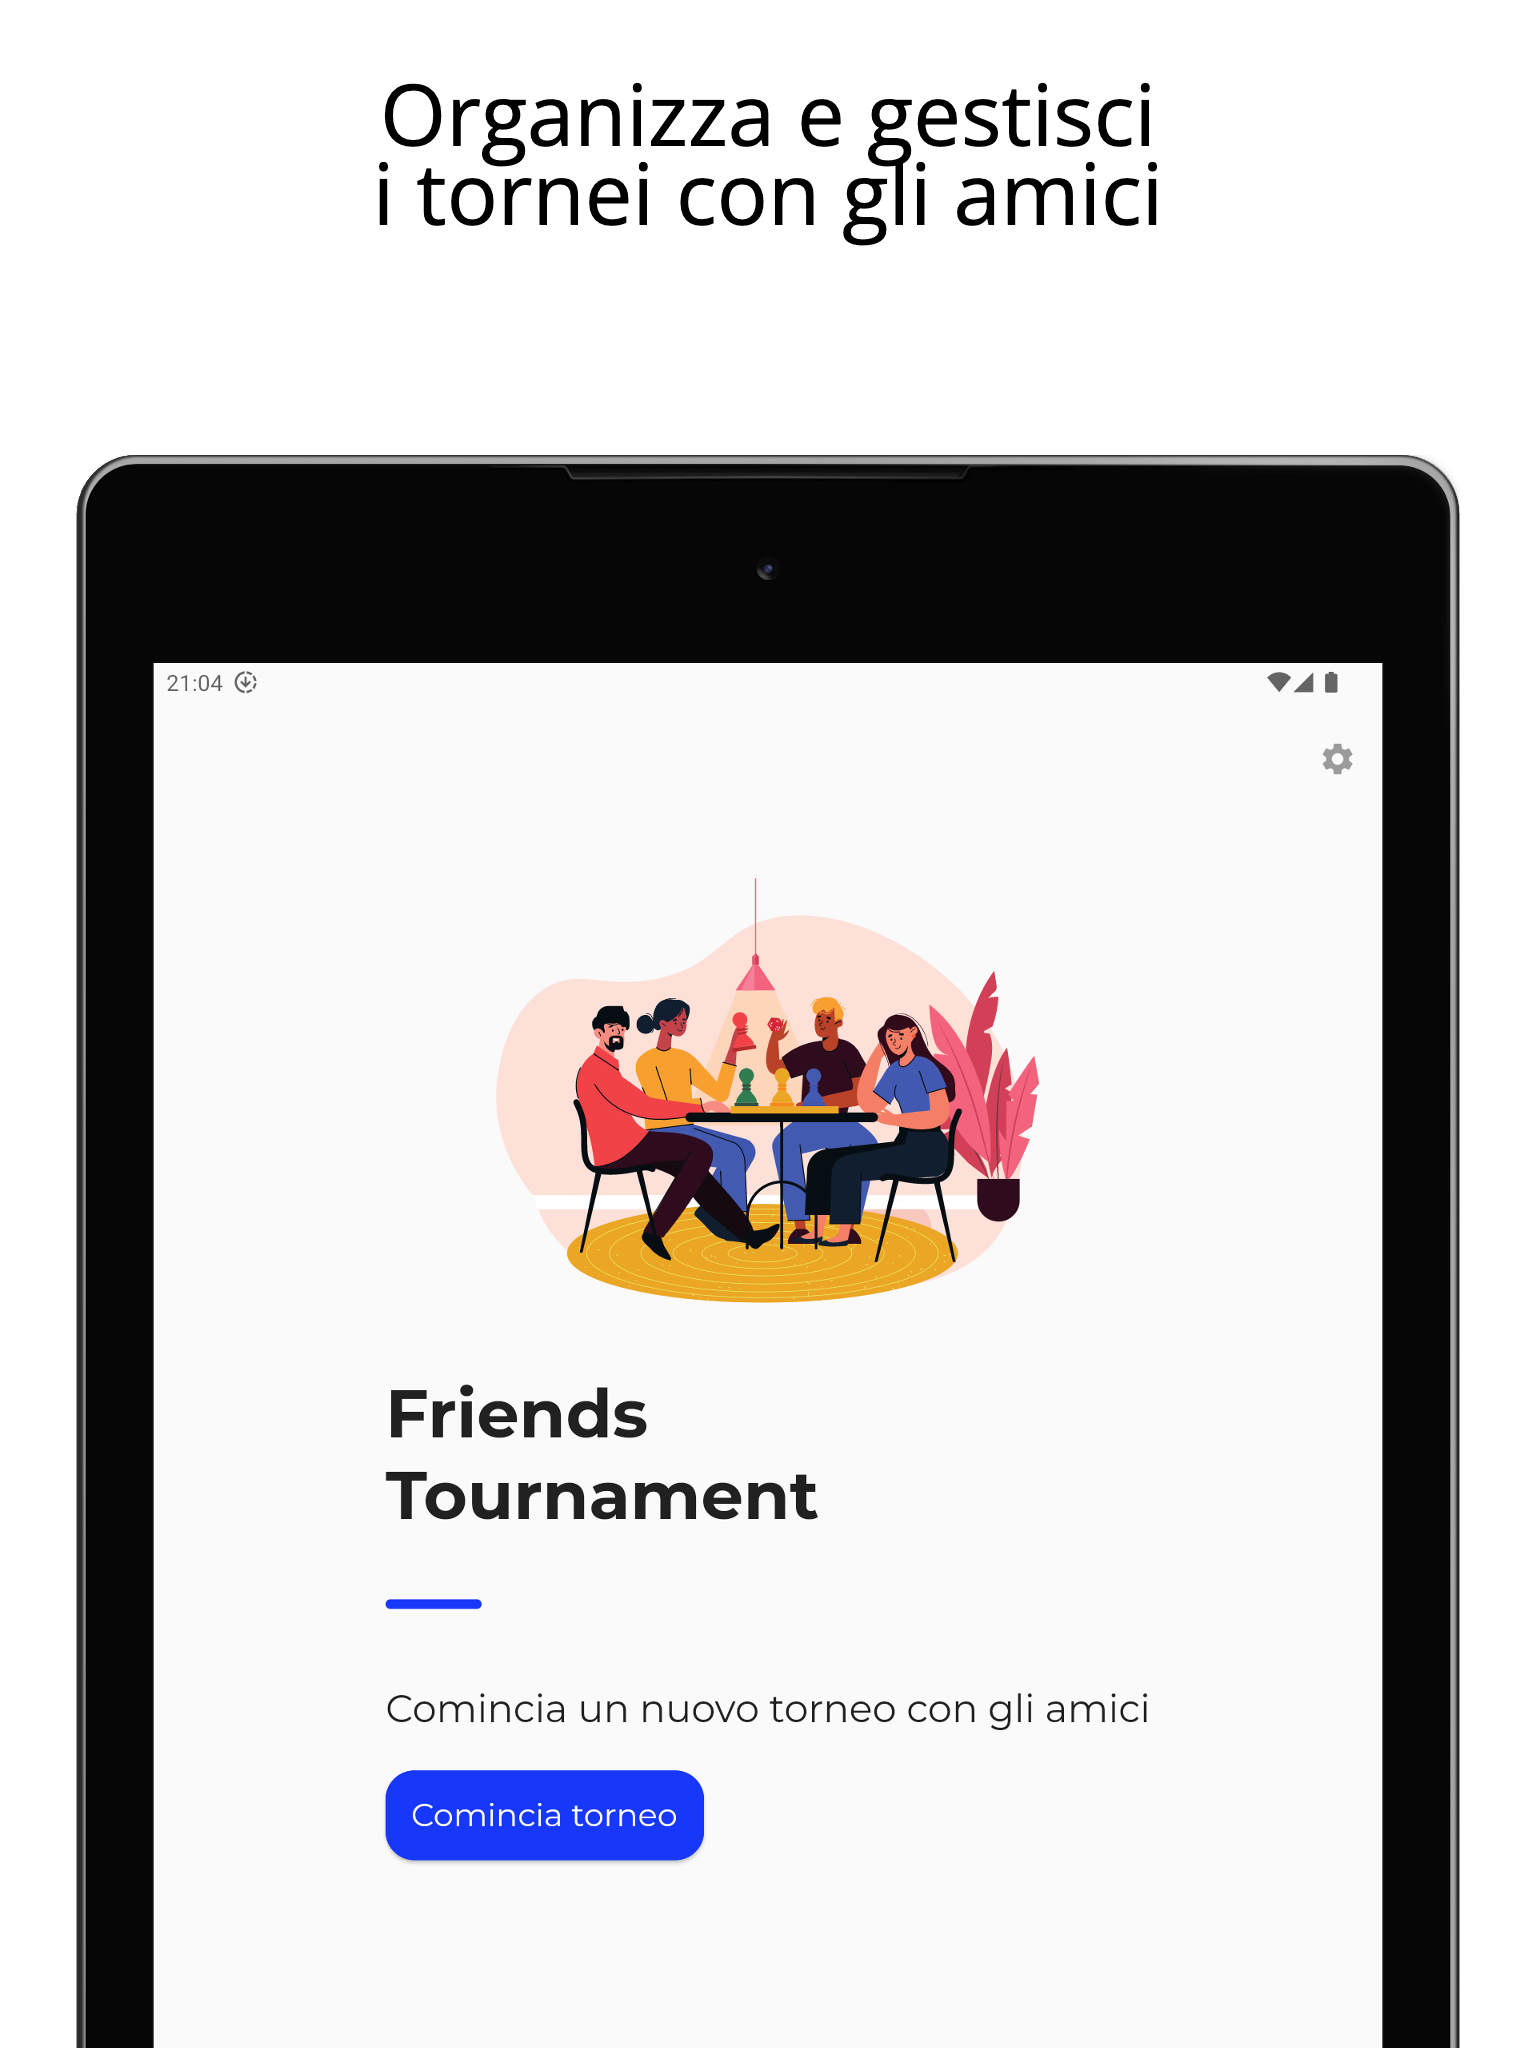 Organizza e gestisci
i tornei con gli amici
21:04
Friends
Tournament
Comincia un nuovo torneo con gli amici
Comincia torneo